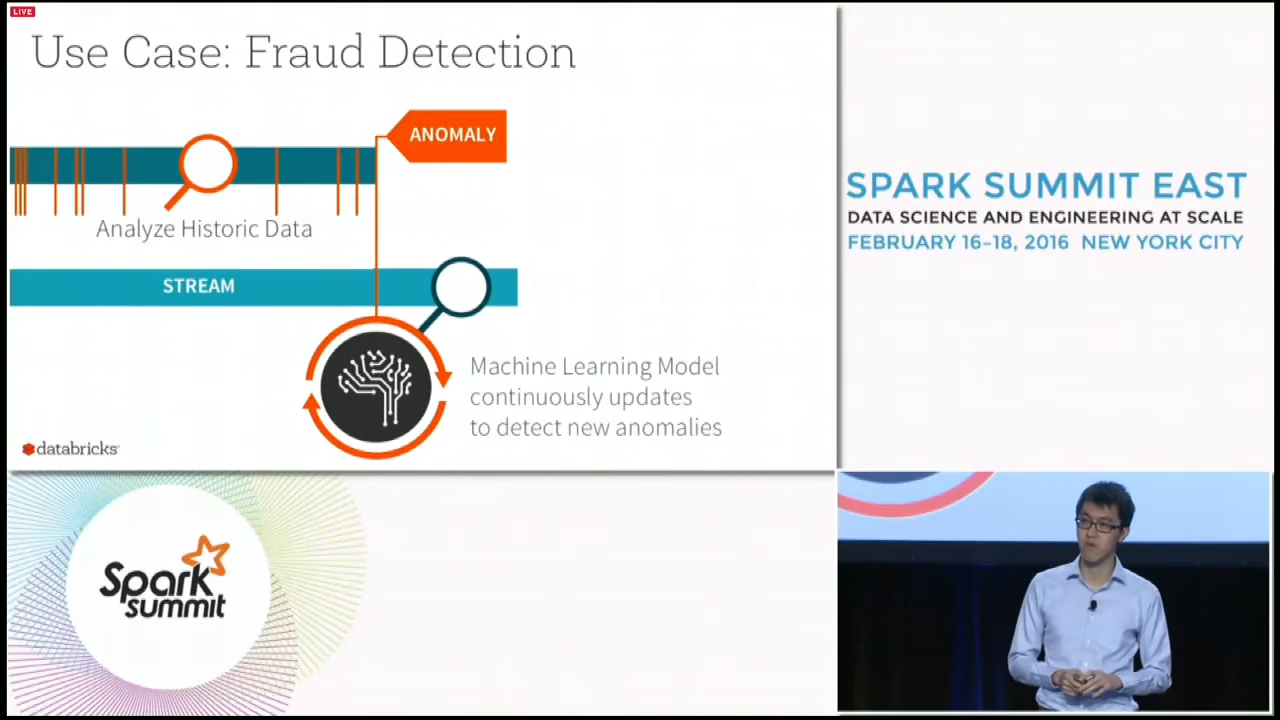 LIVE
Use Case: Fraud Detection
ANOMALY
Analyze Historic Data
STREAM
Machine Learning Model
continuously updates
to detect new anomalies
databricks
SPARK SUMMIT EAST
DATA SCIENCE AND ENGINEERING AT SCALE
FEBRUARY 16–18, 2016 NEW YORK CITY
Spark
summit